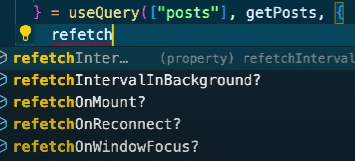 } = useQuery(["posts"], getPosts, {
refetch
refetchInter… (property) refetchInterval
refetchIntervalInBackground?
refetchOnMount?
refetchOnReconnect?
refetchOnWindowFocus?